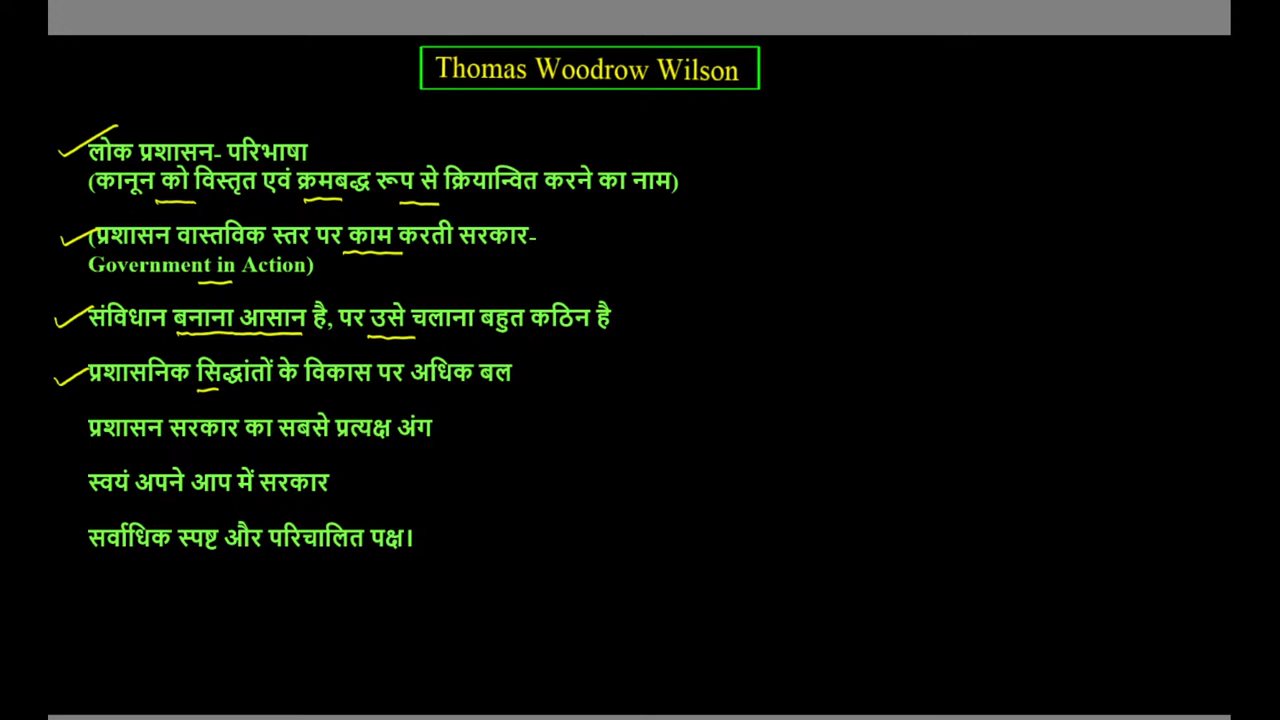 Thomas Woodrow Wilson
लोक प्रशासन- परिभाषा
(कानून को विस्तृत एवं क्रमबद्ध रूप से क्रियान्वित करने का नाम)
(प्रशासन वास्तविक स्तर पर काम करती सरकार-
Government in Action)
संविधान बनाना आसान है, पर उसे चलाना बहुत कठिन है
प्रशासनिक सिद्धांतों के विकास पर अधिक बल
प्रशासन सरकार का सबसे प्रत्यक्ष अंग
स्वयं अपने आप में सरकार
सर्वाधिक स्पष्ट और परिचालित पक्ष।